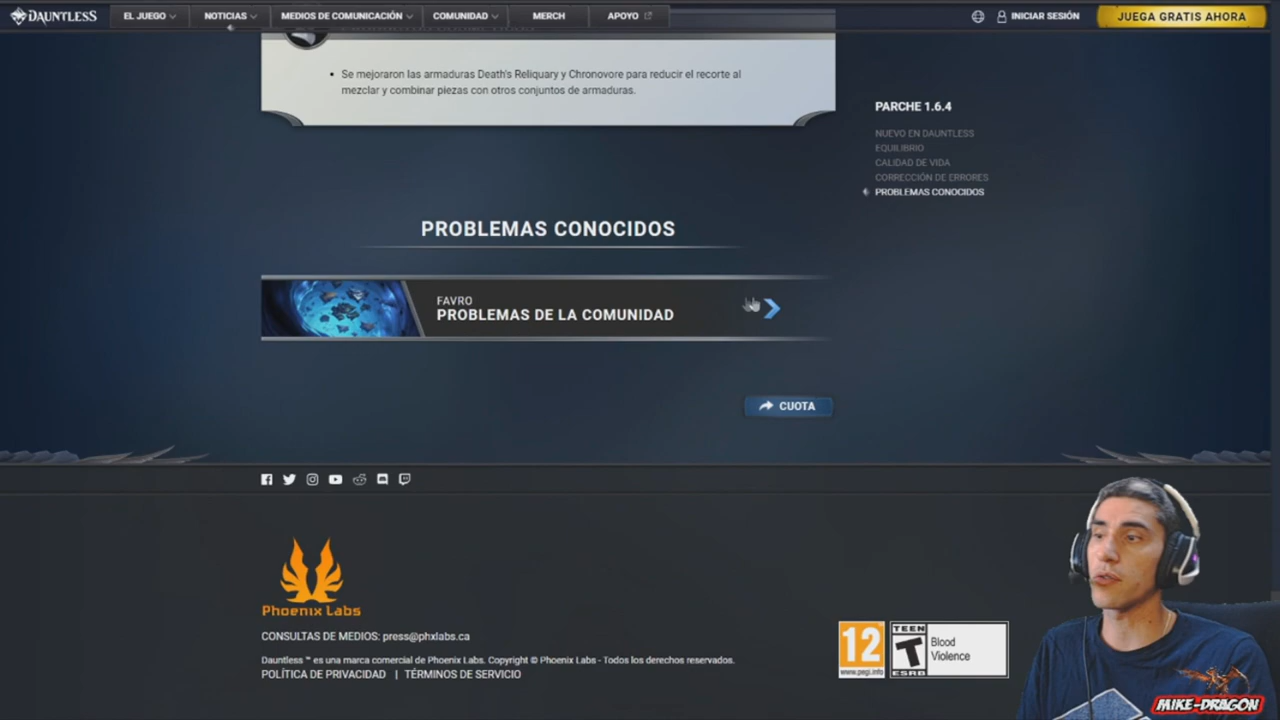 DAUNTLESS
EL JUEGO
NOTICIAS
MEDIOS DE COMUNICACIÓN
COMUNIDAD
MERCH
APOYO
INICIAR SESIÓN
JUEGA GRATIS AHORA
• Se mejoraron las armaduras Death's Reliquary y Chronovore para reducir el recorte al
mezclar y combinar piezas con otros conjuntos de armaduras.
PARCHE 1.6.4
NUEVO EN DAUNTLESS
EQUILIBRIO
CALIDAD DE VIDA
CORRECCIÓN DE ERRORES
PROBLEMAS CONOCIDOS
PROBLEMAS CONOCIDOS
FAVRO
PROBLEMAS DE LA COMUNIDAD
CUOTA
Phoenix Labs
CONSULTAS DE MEDIOS: press@phxlabs.ca
Dauntless ™ es una marca comercial de Phoenix Labs. Copyright © Phoenix Labs - Todos los derechos reservados.
POLÍTICA DE PRIVACIDAD | TÉRMINOS DE SERVICIO
12
www.pegi.info
TEEN
T
ESRB
Blood
Violence
MIKE-DRAGON